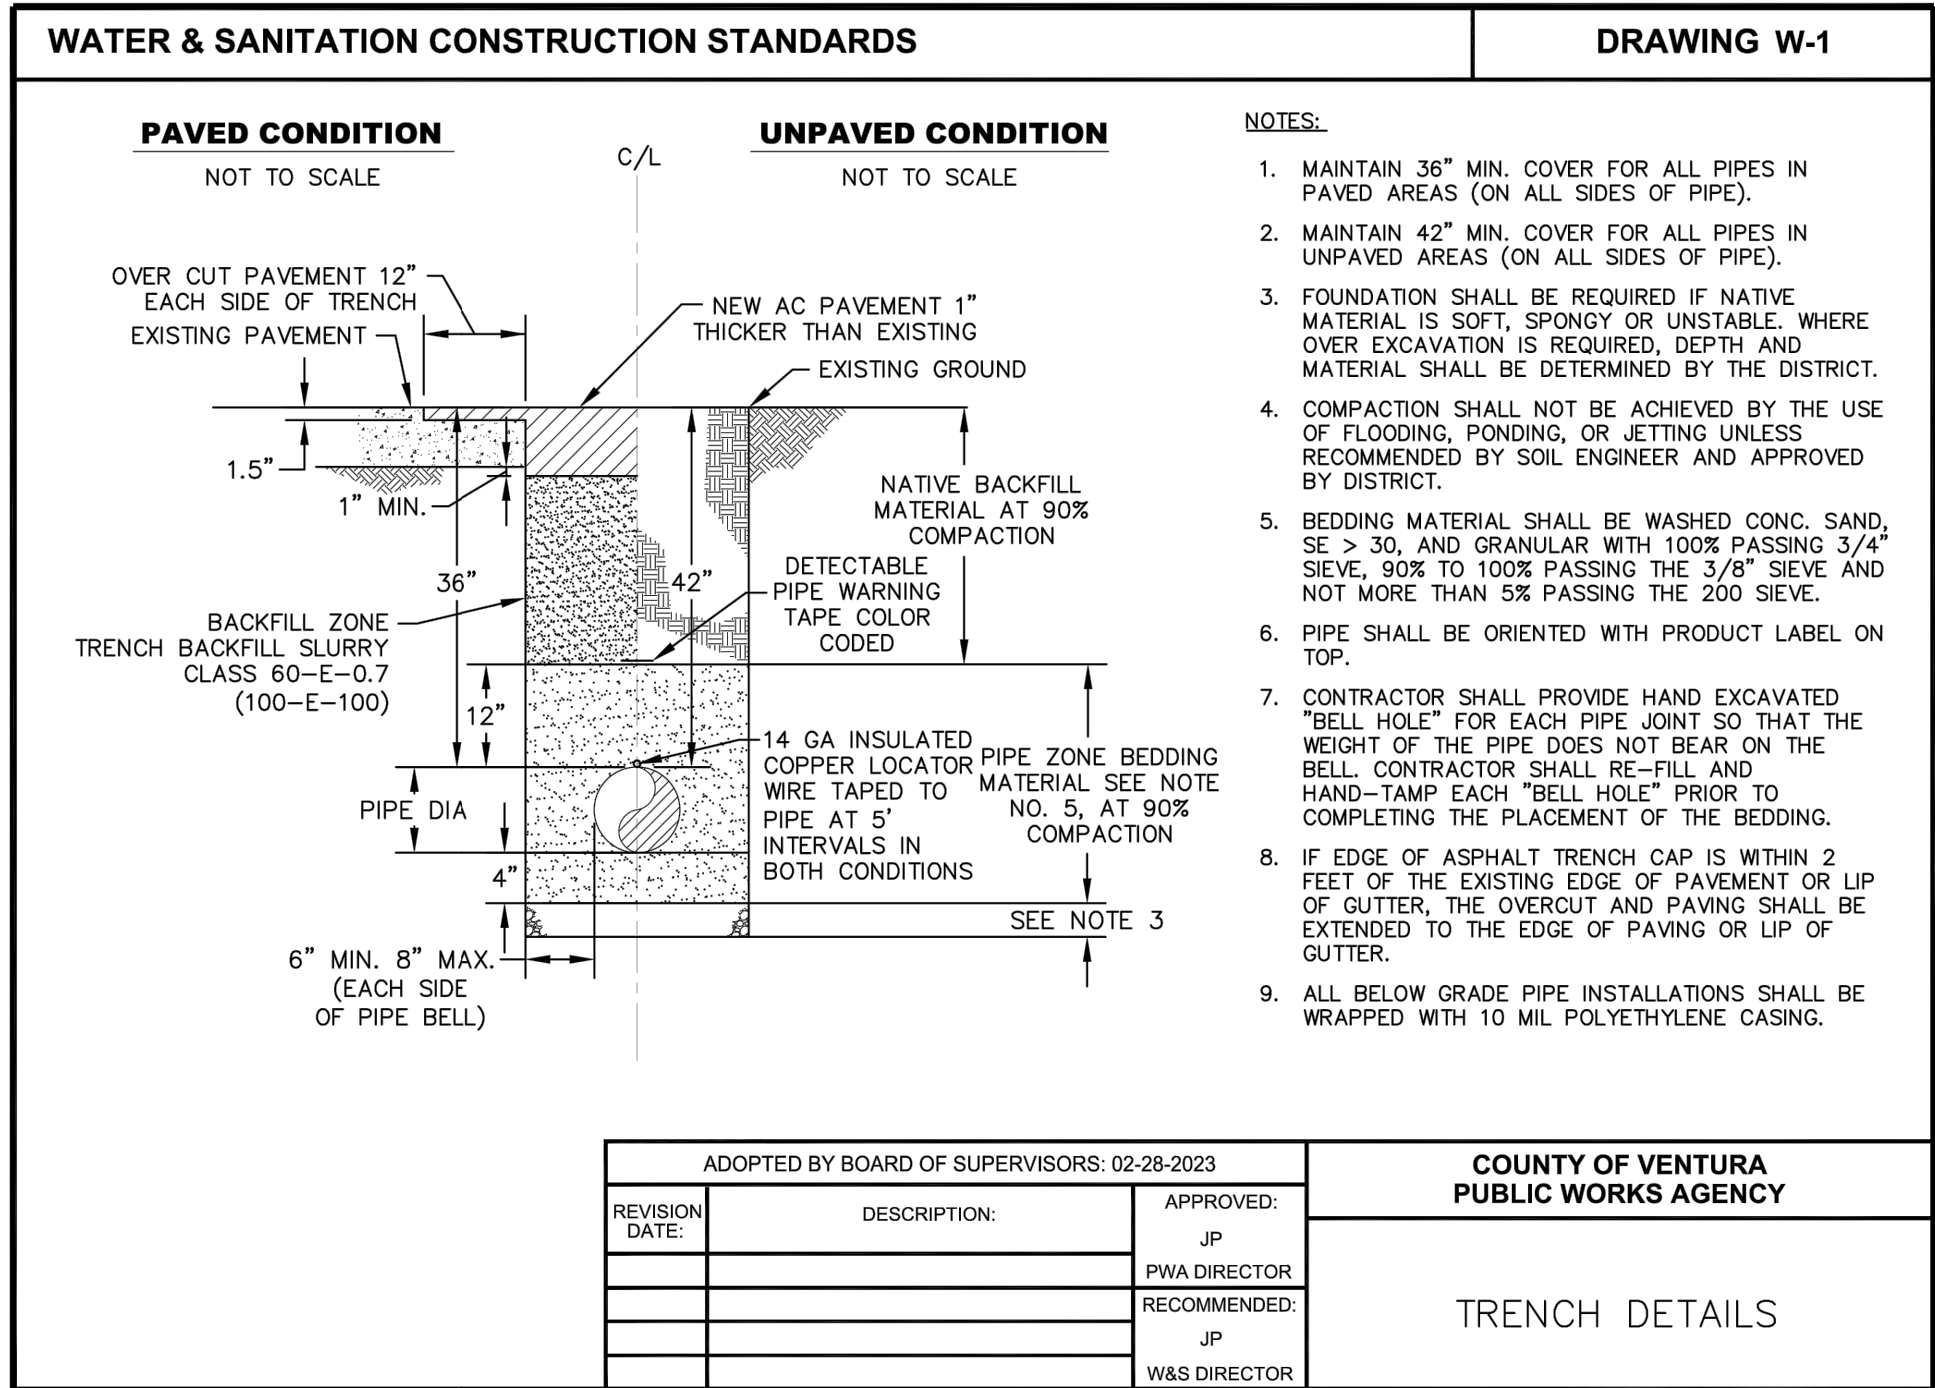 WATER & SANITATION CONSTRUCTION STANDARDS
DRAWING W-1
PAVED CONDITION
NOT TO SCALE
C/L
UNPAVED CONDITION
NOT TO SCALE
OVER CUT PAVEMENT 12"
EACH SIDE OF TRENCH
EXISTING PAVEMENT
NEW AC PAVEMENT 1"
THICKER THAN EXISTING
EXISTING GROUND
1.5"
1" MIN.
36"
42"
NATIVE BACKFILL
MATERIAL AT 90%
COMPACTION
DETECTABLE
PIPE WARNING
TAPE COLOR
CODED
BACKFILL ZONE
TRENCH BACKFILL SLURRY
CLASS 60-E-0.7
(100-E-100)
12"
14 GA INSULATED
COPPER LOCATOR
WIRE TAPED TO
PIPE AT 5'
INTERVALS IN
BOTH CONDITIONS
PIPE ZONE BEDDING
MATERIAL SEE NOTE
NO. 5, AT 90%
COMPACTION
PIPE DIA
4"
SEE NOTE 3
6" MIN. 8" MAX.
(EACH SIDE
OF PIPE BELL)
NOTES:
1. MAINTAIN 36" MIN. COVER FOR ALL PIPES IN
PAVED AREAS (ON ALL SIDES OF PIPE).
2. MAINTAIN 42" MIN. COVER FOR ALL PIPES IN
UNPAVED AREAS (ON ALL SIDES OF PIPE).
3. FOUNDATION SHALL BE REQUIRED IF NATIVE
MATERIAL IS SOFT, SPONGY OR UNSTABLE. WHERE
OVER EXCAVATION IS REQUIRED, DEPTH AND
MATERIAL SHALL BE DETERMINED BY THE DISTRICT.
4. COMPACTION SHALL NOT BE ACHIEVED BY THE USE
OF FLOODING, PONDING, OR JETTING UNLESS
RECOMMENDED BY SOIL ENGINEER AND APPROVED
BY DISTRICT.
5. BEDDING MATERIAL SHALL BE WASHED CONC. SAND,
SE > 30, AND GRANULAR WITH 100% PASSING 3/4"
SIEVE, 90% TO 100% PASSING THE 3/8" SIEVE AND
NOT MORE THAN 5% PASSING THE 200 SIEVE.
6. PIPE SHALL BE ORIENTED WITH PRODUCT LABEL ON
TOP.
7. CONTRACTOR SHALL PROVIDE HAND EXCAVATED
"BELL HOLE" FOR EACH PIPE JOINT SO THAT THE
WEIGHT OF THE PIPE DOES NOT BEAR ON THE
BELL. CONTRACTOR SHALL RE-FILL AND
HAND-TAMP EACH "BELL HOLE" PRIOR TO
COMPLETING THE PLACEMENT OF THE BEDDING.
8. IF EDGE OF ASPHALT TRENCH CAP IS WITHIN 2
FEET OF THE EXISTING EDGE OF PAVEMENT OR LIP
OF GUTTER, THE OVERCUT AND PAVING SHALL BE
EXTENDED TO THE EDGE OF PAVING OR LIP OF
GUTTER.
9. ALL BELOW GRADE PIPE INSTALLATIONS SHALL BE
WRAPPED WITH 10 MIL POLYETHYLENE CASING.
ADOPTED BY BOARD OF SUPERVISORS: 02-28-2023
REVISION
DATE:
DESCRIPTION:
APPROVED:
JP
PWA DIRECTOR
RECOMMENDED:
JP
W&S DIRECTOR
COUNTY OF VENTURA
PUBLIC WORKS AGENCY
TRENCH DETAILS